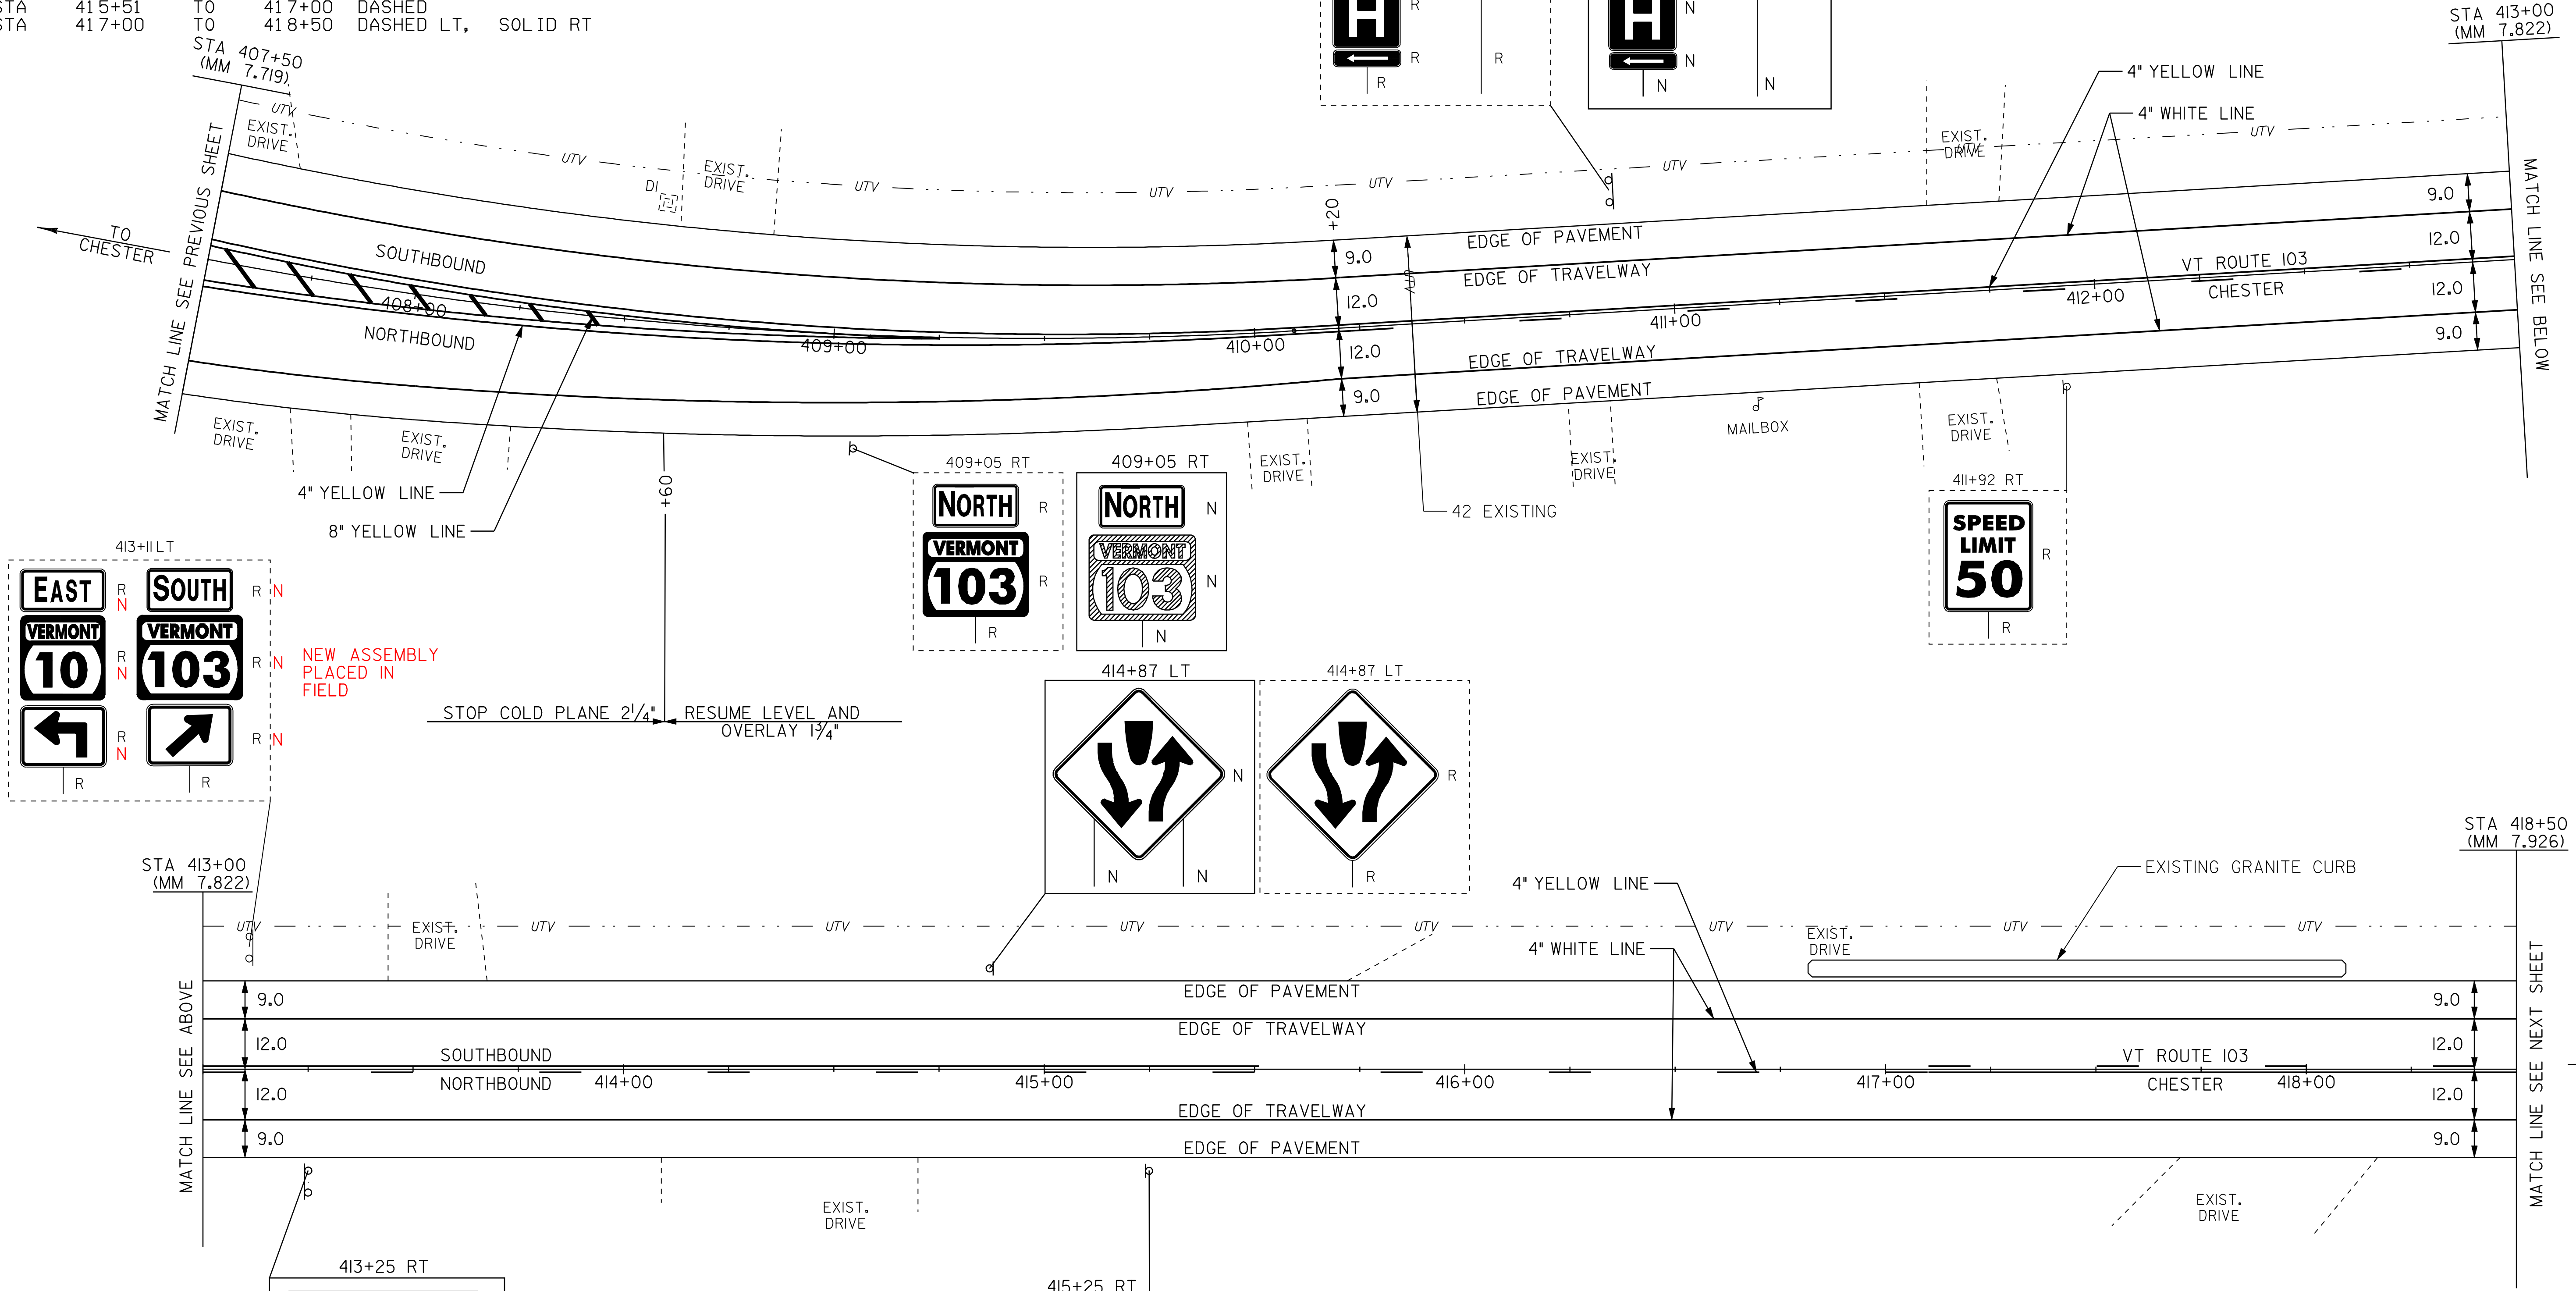 STA 415+51 TO 417+00 DASHED
STA 417+00 TO 418+50 DASHED LT, SOLID RT
H
R
R
R
R
H
N
N
N
N
STA 407+50
(MM 7.719)
STA 413+00
(MM 7.822)
4" YELLOW LINE
4" WHITE LINE
MATCH LINE SEE PREVIOUS SHEET
MATCH LINE SEE BELOW
TO
CHESTER
UTV
UTV
UTV
UTV
UTV
UTV
UTV
UTV
UTV
EXIST.
DRIVE
DI
EXIST.
DRIVE
EXIST.
DRIVE
+20
SOUTHBOUND
NORTHBOUND
EDGE OF PAVEMENT
EDGE OF TRAVELWAY
VT ROUTE 103
CHESTER
EDGE OF TRAVELWAY
EDGE OF PAVEMENT
9.0
12.0
12.0
9.0
9.0
12.0
12.0
9.0
408+00
409+00
410+00
411+00
412+00
EXIST.
DRIVE
EXIST.
DRIVE
EXIST.
DRIVE
EXIST.
DRIVE
MAILBOX
EXIST.
DRIVE
4" YELLOW LINE
8" YELLOW LINE
+60
42 EXISTING
409+05 RT
NORTH R
VERMONT
103 R
R
409+05 RT
NORTH N
VERMONT
103 N
N
411+92 RT
SPEED
LIMIT
50
R
R
413+11 LT
EAST R
N
SOUTH R N
VERMONT
10 R
N
VERMONT
103 R N
R
N
R N
R
R
NEW ASSEMBLY
PLACED IN
FIELD
STOP COLD PLANE 2 1/4"
RESUME LEVEL AND
OVERLAY 1 3/4"
414+87 LT
N
N
N
414+87 LT
R
R
STA 413+00
(MM 7.822)
STA 418+50
(MM 7.926)
4" YELLOW LINE
4" WHITE LINE
EXISTING GRANITE CURB
UTV
UTV
UTV
UTV
UTV
UTV
UTV
UTV
EXIST.
DRIVE
EXIST.
DRIVE
MATCH LINE SEE ABOVE
MATCH LINE SEE NEXT SHEET
9.0
12.0
12.0
9.0
EDGE OF PAVEMENT
EDGE OF TRAVELWAY
SOUTHBOUND
NORTHBOUND
VT ROUTE 103
CHESTER
414+00
415+00
416+00
417+00
418+00
EDGE OF TRAVELWAY
EDGE OF PAVEMENT
9.0
12.0
12.0
9.0
EXIST.
DRIVE
EXIST.
DRIVE
413+25 RT
415+25 RT